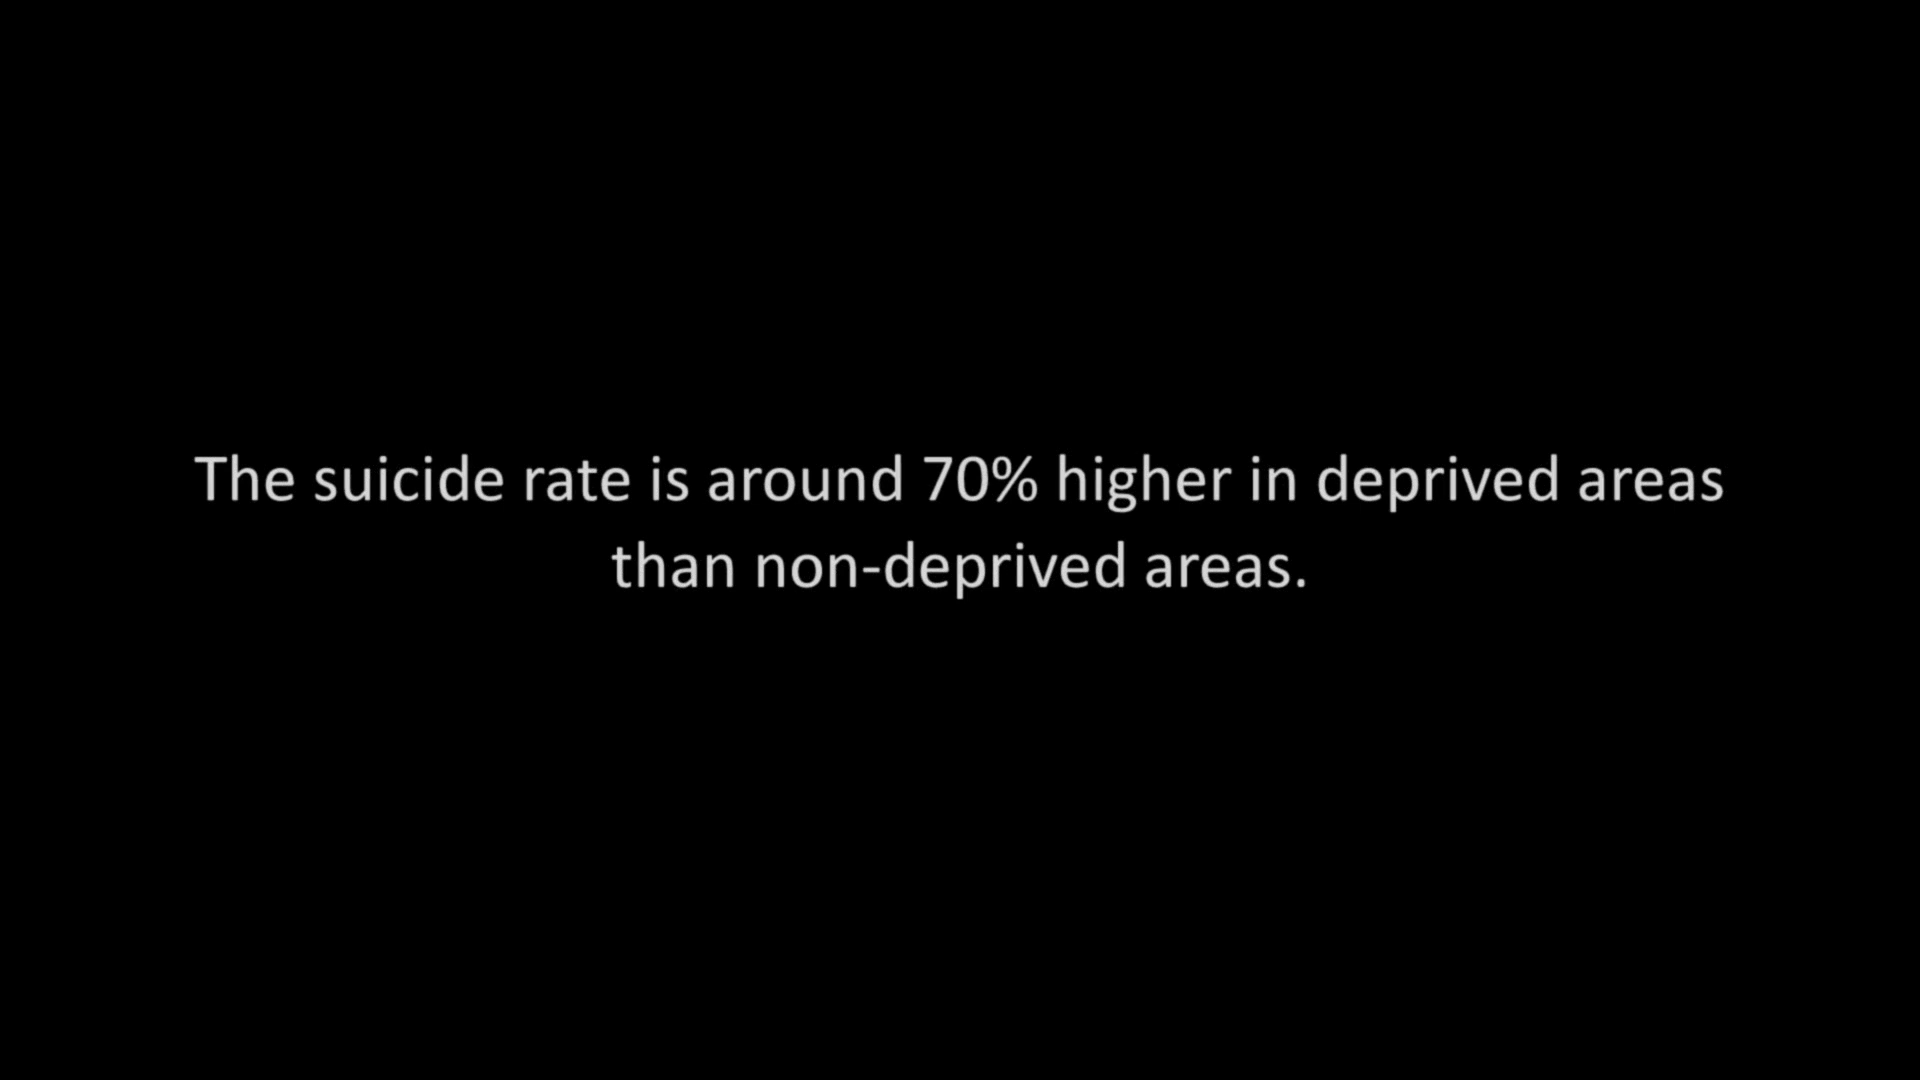 The suicide rate is around 70% higher in deprived areas
than non-deprived areas.